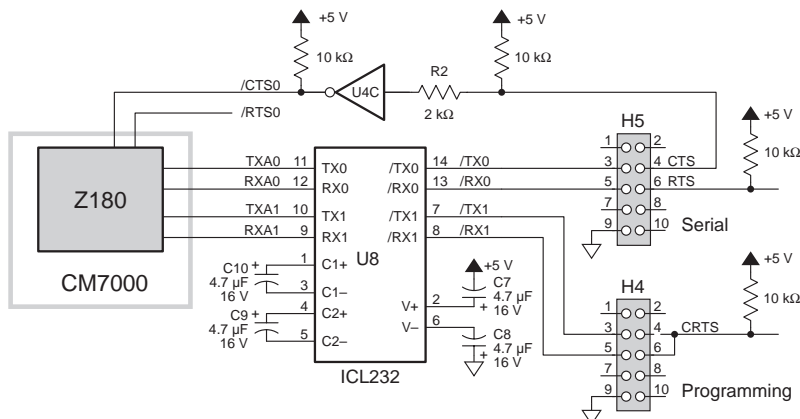 +5 V
+5 V
10 kΩ
10 kΩ
/CTS0
U4C
R2
2 kΩ
/RTS0
H5
+5 V
10 kΩ
1 2
3 4 CTS
5 6 RTS
7 8
9 10
Serial
Z180
CM7000
TXA0 11 TX0 /TX0 14 /TX0
RXA0 12 RX0 /RX0 13 /RX0
TXA1 10 TX1 /TX1 7 /TX1
RXA1 9 RX1 /RX1 8 /RX1
U8
C10 + 1 C1+
4.7 µF
16 V 3 C1–
C9 + 4 C2+
4.7 µF
16 V 5 C2–
V+ 2
V– 6
ICL232
+5 V
C7
4.7 µF
+ 16 V
C8
4.7 µF
+ 16 V
H4
+5 V
10 kΩ
1 2
3 4 CRTS
5 6
7 8
9 10
Programming